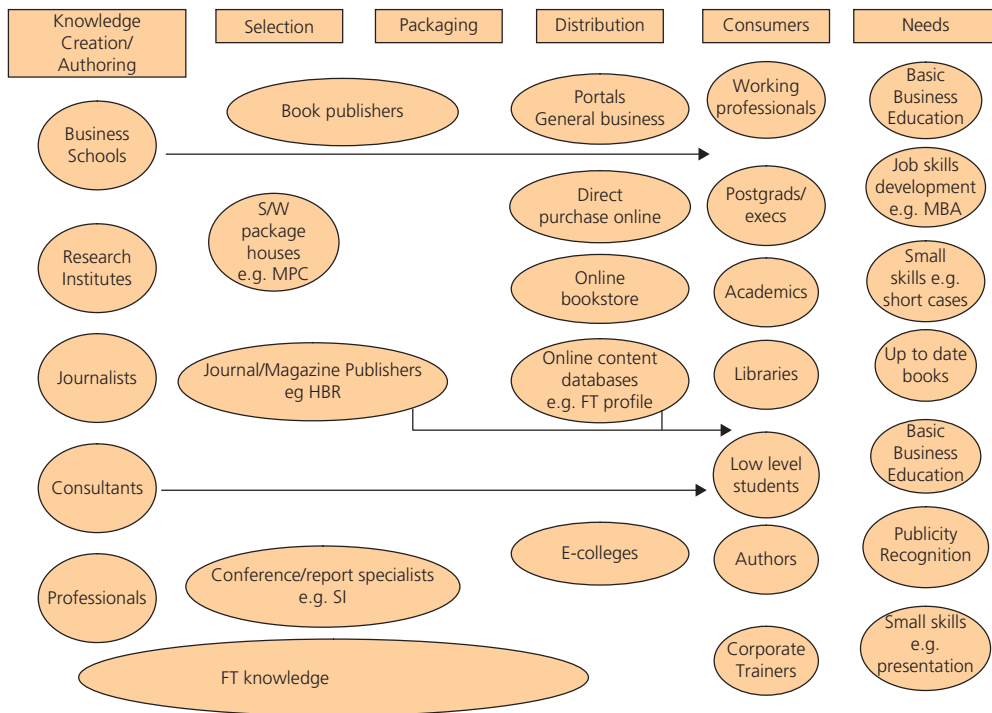 Knowledge
Creation/
Authoring
Selection
Packaging
Distribution
Consumers
Needs
Business
Schools
Research
Institutes
Journalists
Consultants
Professionals
Book publishers
S/W
package
houses
e.g. MPC
Journal/Magazine Publishers
eg HBR
Conference/report specialists
e.g. SI
FT knowledge
Portals
General business
Direct
purchase online
Online
bookstore
Online content
databases
e.g. FT profile
E-colleges
Working
professionals
Postgrads/
execs
Academics
Libraries
Low level
students
Authors
Corporate
Trainers
Basic
Business
Education
Job skills
development
e.g. MBA
Small
skills e.g.
short cases
Up to date
books
Basic
Business
Education
Publicity
Recognition
Small skills
e.g.
presentation